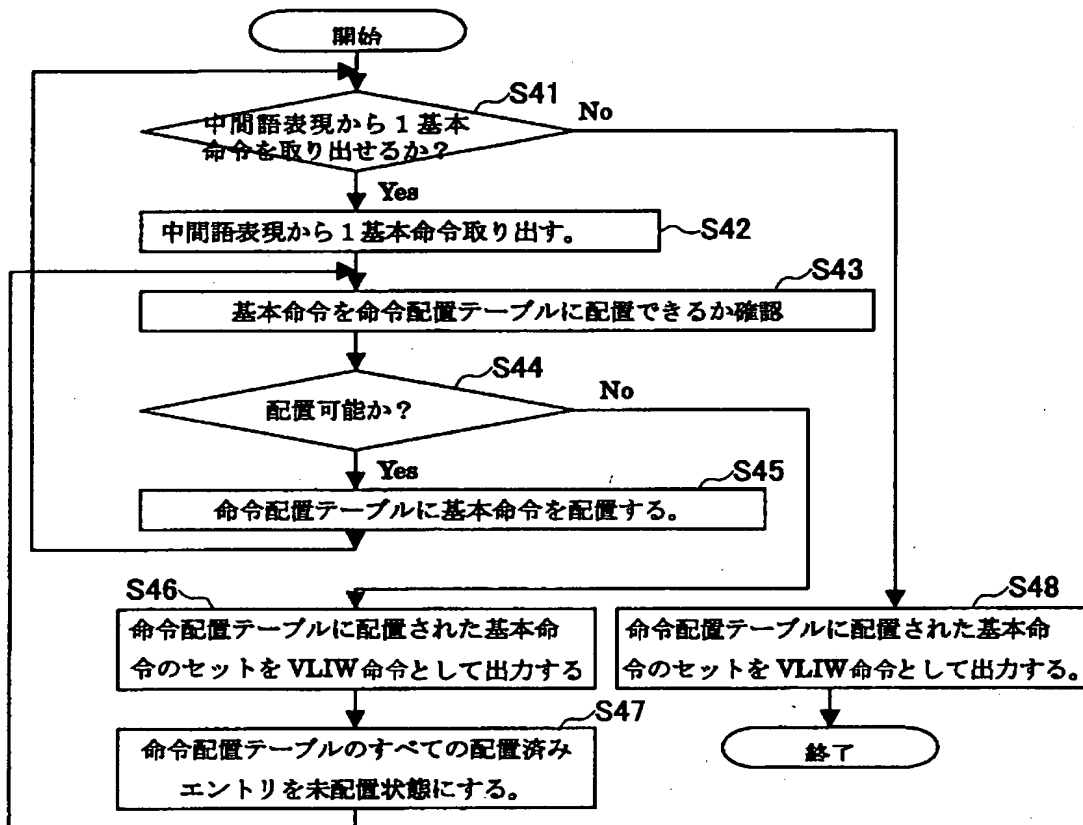 開始
S41
No
中間語表現から1基本
命令を取り出せるか?
Yes
中間語表現から1基本命令取り出す。
S42
S43
基本命令を命令配置テーブルに配置できるか確認
S44
No
配置可能か?
Yes
S45
命令配置テーブルに基本命令を配置する。
S46
命令配置テーブルに配置された基本命
令のセットをVLIW命令として出力する
S48
命令配置テーブルに配置された基本命
令のセットをVLIW命令として出力する。
S47
命令配置テーブルのすべての配置済み
エントリを未配置状態にする。
終了